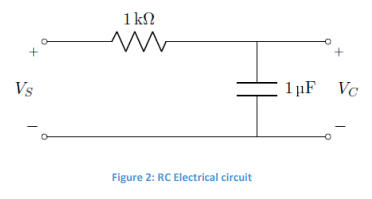 1 kΩ
+ +
V_S 1 μF V_C
− −
Figure 2: RC Electrical circuit